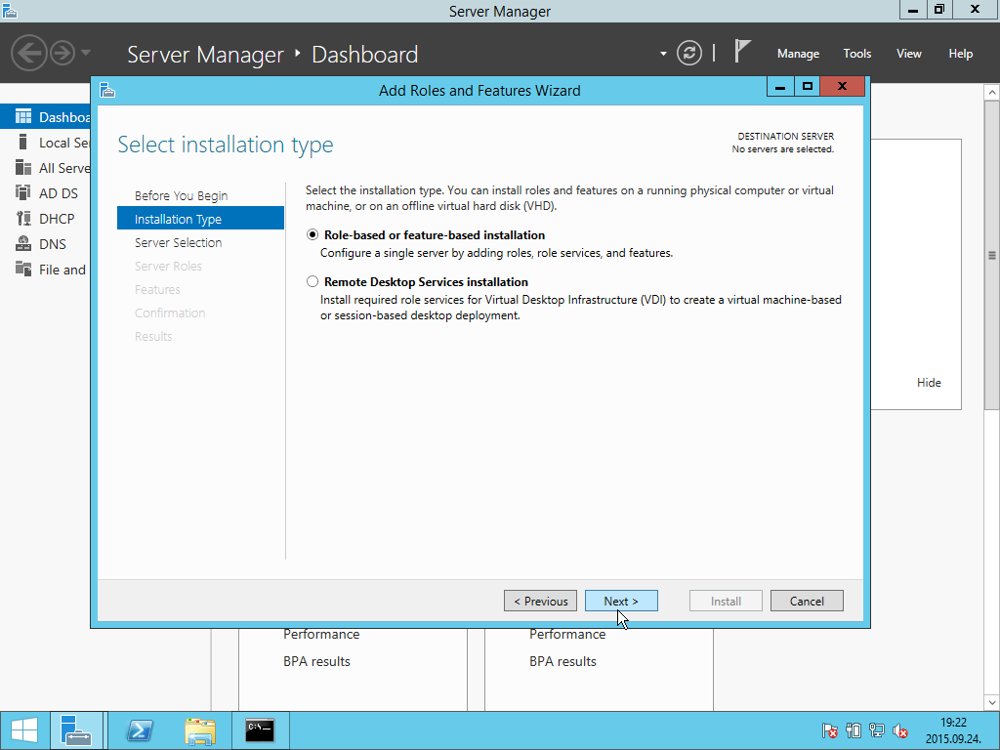 Server Manager
Server Manager
Dashboard
Manage
Tools
View
Help
Add Roles and Features Wizard
Dashboa
Local Se
All Serve
AD DS
DHCP
DNS
File and
Select installation type
DESTINATION SERVER
No servers are selected.
Before You Begin
Installation Type
Server Selection
Server Roles
Features
Confirmation
Results
Select the installation type. You can install roles and features on a running physical computer or virtual
machine, or on an offline virtual hard disk (VHD).
Role-based or feature-based installation
Configure a single server by adding roles, role services, and features.
Remote Desktop Services installation
Install required role services for Virtual Desktop Infrastructure (VDI) to create a virtual machine-based
or session-based desktop deployment.
Hide
< Previous
Next >
Install
Cancel
Performance
Performance
BPA results
BPA results
C:\_
19:22
2015.09.24.